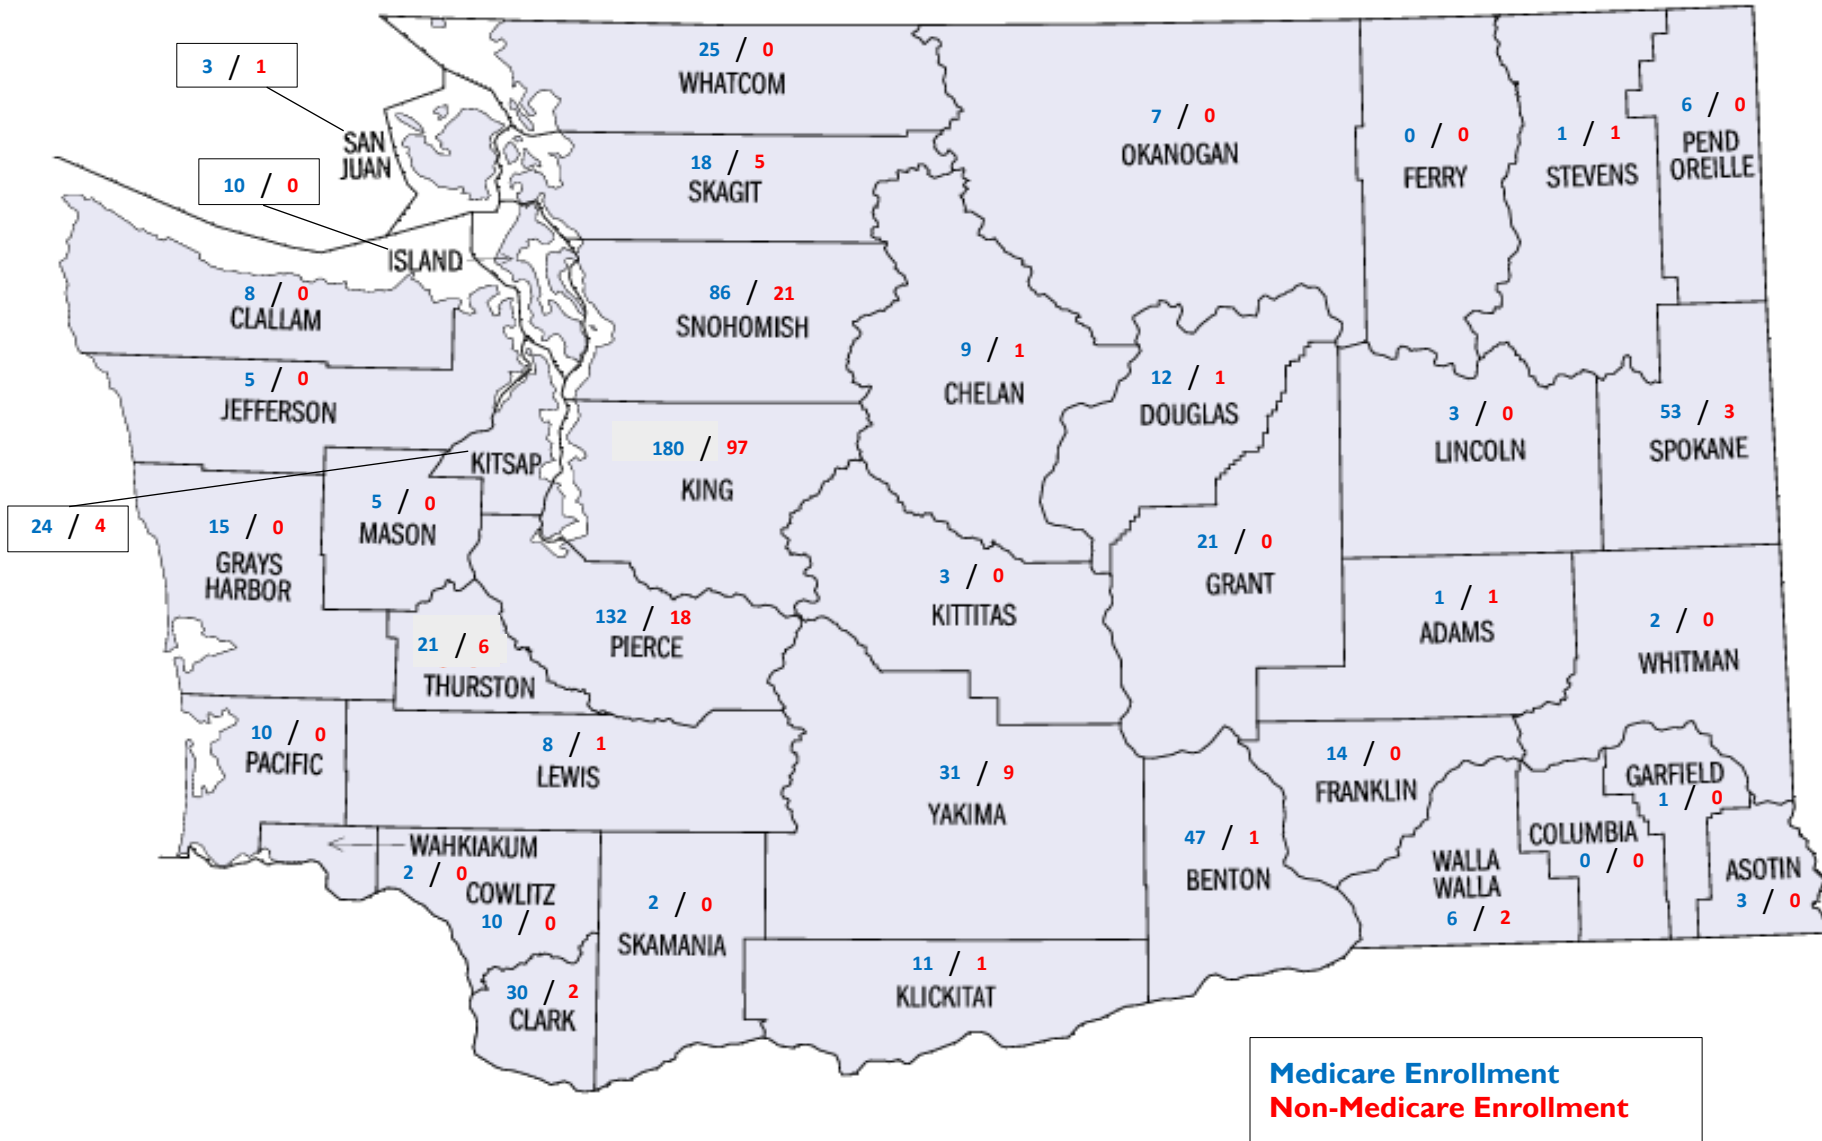 25 / 0
WHATCOM
3 / 1
SAN
JUAN
18 / 5
SKAGIT
10 / 0
ISLAND
7 / 0
OKANOGAN
0 / 0
FERRY
1 / 1
STEVENS
6 / 0
PEND
OREILLE
8 / 0
CLALLAM
86 / 21
SNOHOMISH
5 / 0
JEFFERSON
9 / 1
CHELAN
12 / 1
DOUGLAS
3 / 0
LINCOLN
53 / 3
SPOKANE
180 / 97
KING
KITSAP
24 / 4
5 / 0
MASON
15 / 0
GRAYS
HARBOR
21 / 0
GRANT
3 / 0
KITTITAS
1 / 1
ADAMS
2 / 0
WHITMAN
132 / 18
PIERCE
21 / 6
THURSTON
10 / 0
PACIFIC
8 / 1
LEWIS
31 / 9
YAKIMA
14 / 0
FRANKLIN
GARFIELD
1 / 0
47 / 1
BENTON
COLUMBIA
0 / 0
WALLA
WALLA
6 / 2
ASOTIN
3 / 0
WAHKIAKUM
2 / 0
COWLITZ
10 / 0
2 / 0
SKAMANIA
11 / 1
KLICKITAT
30 / 2
CLARK
Medicare Enrollment
Non-Medicare Enrollment